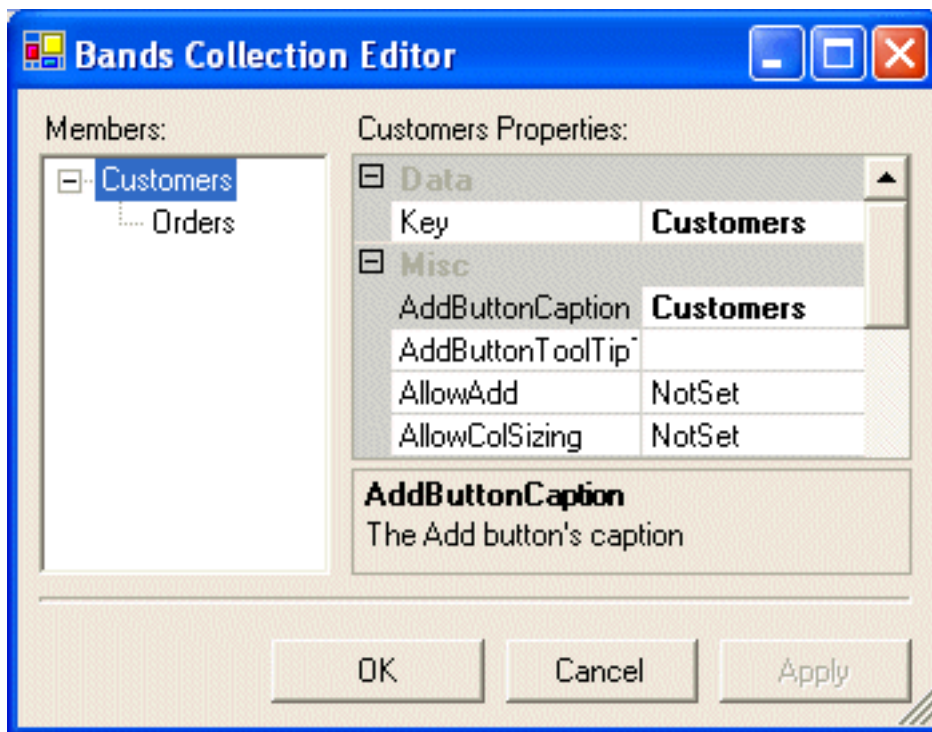 Bands Collection Editor
Members:
Customers Properties:
Customers
Orders
Data
Key Customers
Misc
AddButtonCaption Customers
AddButtonToolTip
AllowAdd NotSet
AllowColSizing NotSet
AddButtonCaption
The Add button's caption
OK Cancel Apply